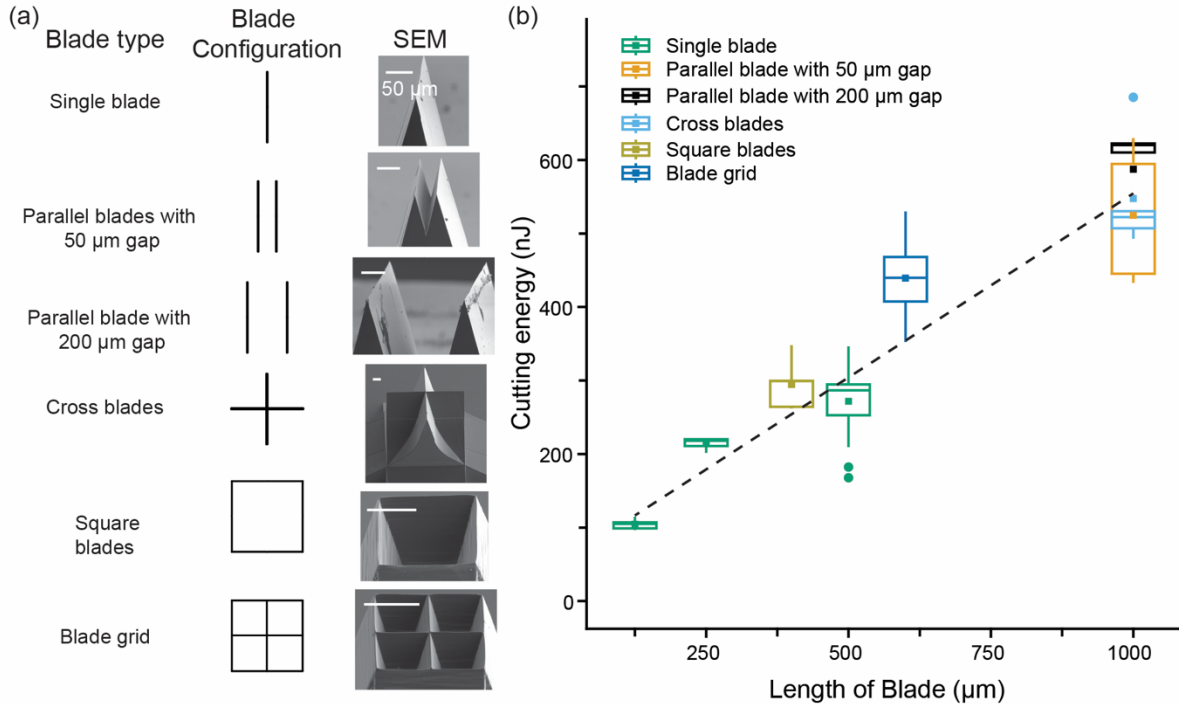 (a)
Blade type
Blade
Configuration
SEM
Single blade
50 μm
Parallel blades with
50 μm gap
Parallel blade with
200 μm gap
Cross blades
Square
blades
Blade grid
(b)
Single blade
Parallel blade with 50 μm gap
Parallel blade with 200 μm gap
Cross blades
Square blades
Blade grid
Cutting energy (nJ)
600
400
200
0
250
500
750
1000
Length of Blade (μm)